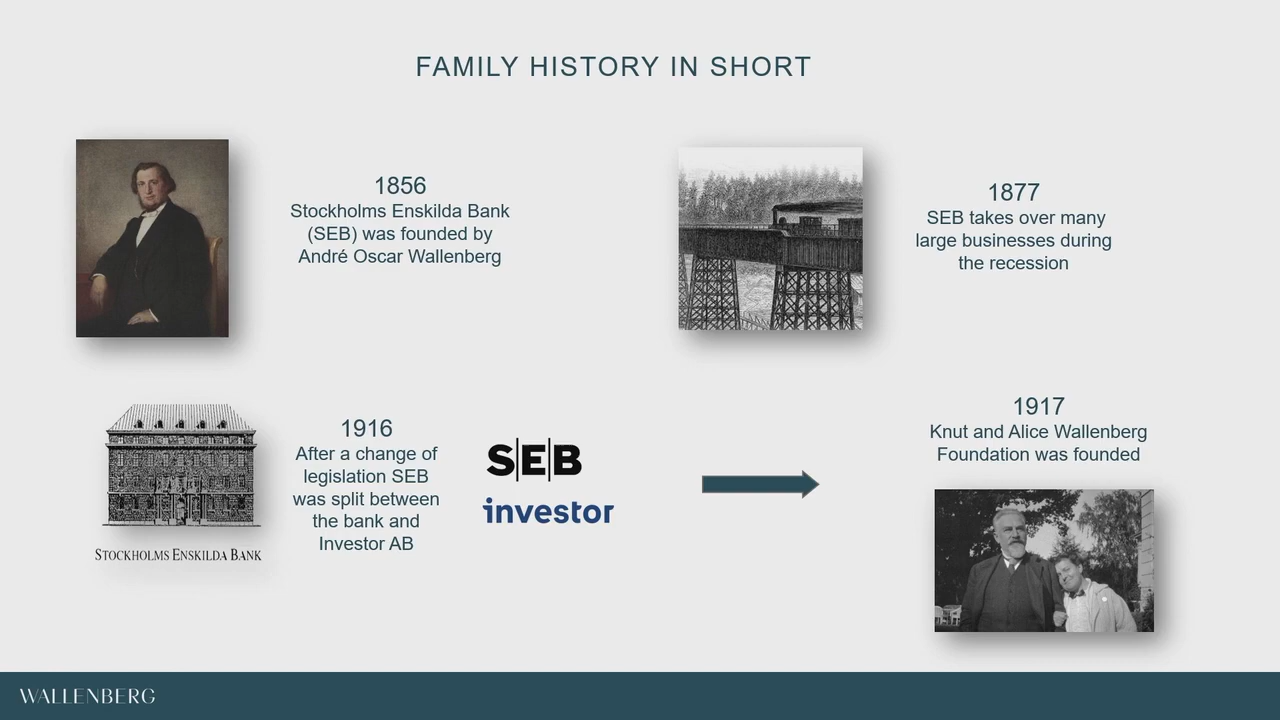 FAMILY HISTORY IN SHORT
1856
Stockholms Enskilda Bank
(SEB) was founded by
André Oscar Wallenberg
1877
SEB takes over many
large businesses during
the recession
STOCKHOLMS ENSKILDA BANK
1916
After a change of
legislation SEB
was split between
the bank and
Investor AB
SEB
investor
1917
Knut and Alice Wallenberg
Foundation was founded
WALLENBERG